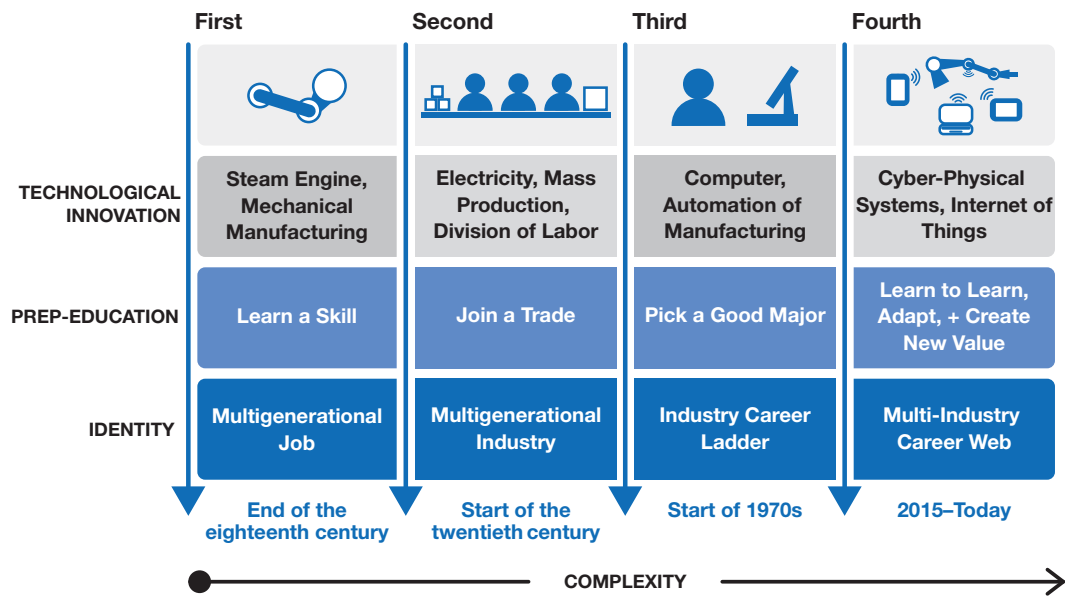 First
Second
Third
Fourth
TECHNOLOGICAL
INNOVATION
Steam Engine,
Mechanical
Manufacturing
Electricity, Mass
Production,
Division of Labor
Computer,
Automation of
Manufacturing
Cyber-Physical
Systems, Internet of
Things
PREP-EDUCATION
Learn a Skill
Join a Trade
Pick a Good Major
Learn to Learn,
Adapt, + Create
New Value
IDENTITY
Multigenerational
Job
Multigenerational
Industry
Industry Career
Ladder
Multi-Industry
Career Web
End of the
eighteenth century
Start of the
twentieth century
Start of 1970s
2015–Today
COMPLEXITY